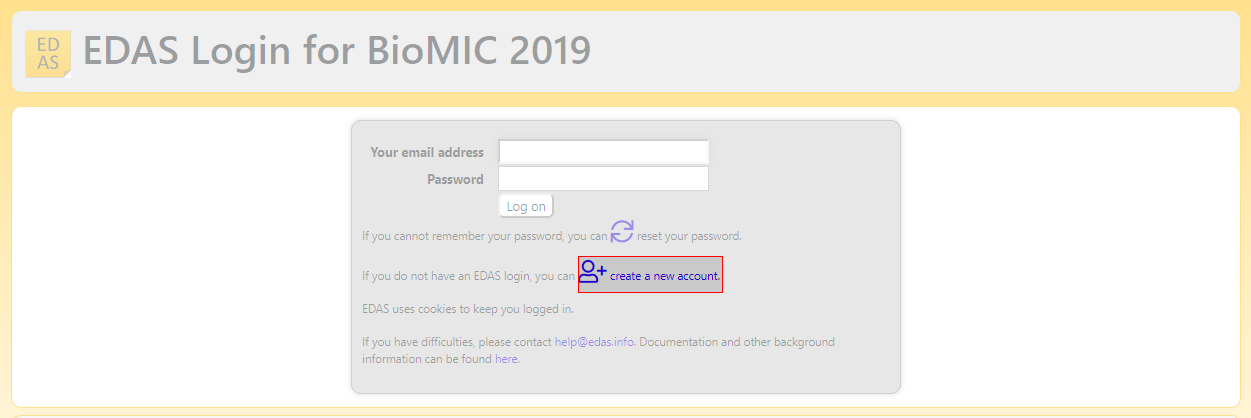 ED
AS
EDAS Login for BioMIC 2019
Your email address
Password
Log on
If you cannot remember your password, you can reset your password.
If you do not have an EDAS login, you can create a new account.
EDAS uses cookies to keep you logged in.
If you have difficulties, please contact help@edas.info. Documentation and other background
information can be found here.